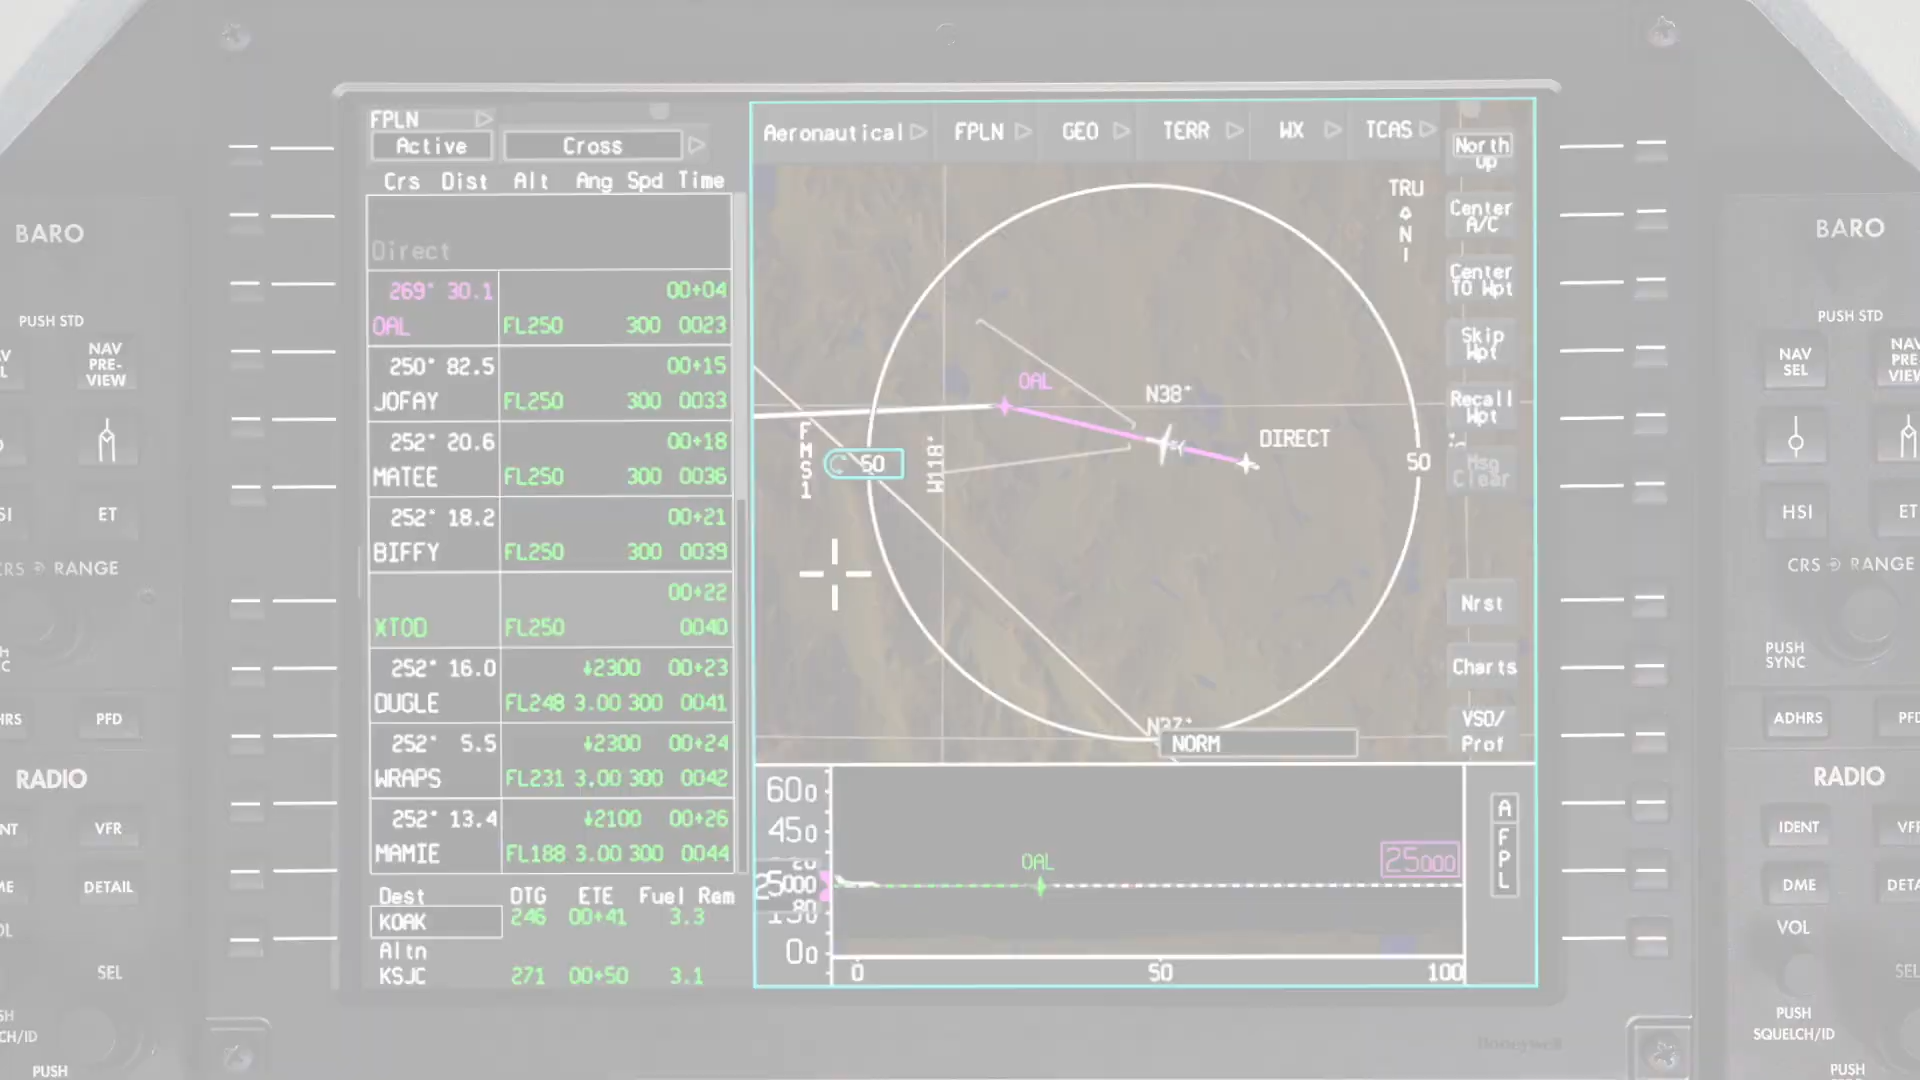 FPLN
Active Cross
Crs Dist Alt Ang Spd Time
Direct
269° 30.1 00+04
OAL FL250 300 0023
250° 82.5 00+15
JOFAY FL250 300 0033
252° 20.6 00+18
MATEE FL250 300 0036
252° 18.2 00+21
BIFFY FL250 300 0039
00+22
XTOD FL250 0040
252° 16.0 ↓2300 00+23
DUGLE FL248 3.00 300 0041
252° 5.5 ↓2300 00+24
WRAPS FL231 3.00 300 0042
252° 13.4 ↓2100 00+26
MAMIE FL188 3.00 300 0044
Dest DTG ETE Fuel Rem
KOAK 246 00+41 3.3
Altn
KSJC 271 00+50 3.1
Aeronautical FPLN GEO TERR WX TCAS
North
up
TRU
N
Center
A/C
Center
TO Wpt
Skip
Wpt
Recall
Wpt
Msg
Clear
Nrst
Charts
VSD/
Prof
OAL
N38°
DIRECT
FMS1
50
W118°
50
N37°
NORM
600
450
25000
00
OAL
25000
0 50 100
A
FPL
BARO
PUSH STD
NAV
PRE-
VIEW
ET
RANGE
PFD
RADIO
VFR
DETAIL
SEL
PUSH
BARO
PUSH STD
NAV
SEL
HSI
ET
CRS RANGE
PUSH
SYNC
ADHRS
RADIO
IDENT
DME
VOL
PUSH
SQUELCH/ID
PUSH
Honeywell